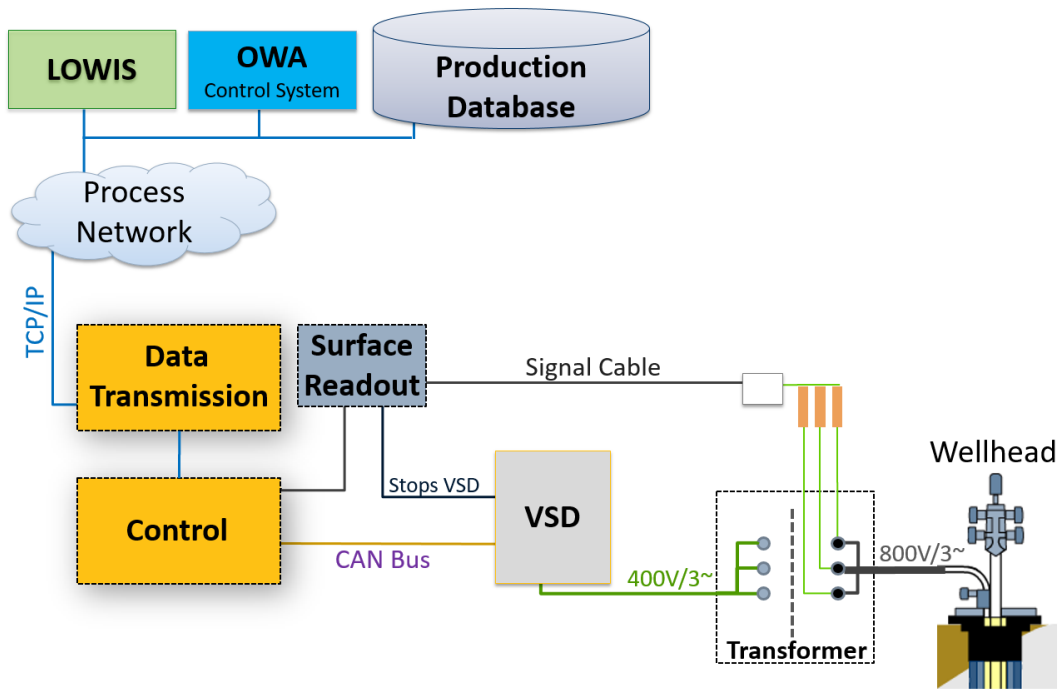 LOWIS
OWA
Control System
Production
Database
Process
Network
TCP/IP
Data
Transmission
Surface
Readout
Signal Cable
Wellhead
Stops VSD
VSD
Control
CAN Bus
400V/3~
800V/3~
Transformer